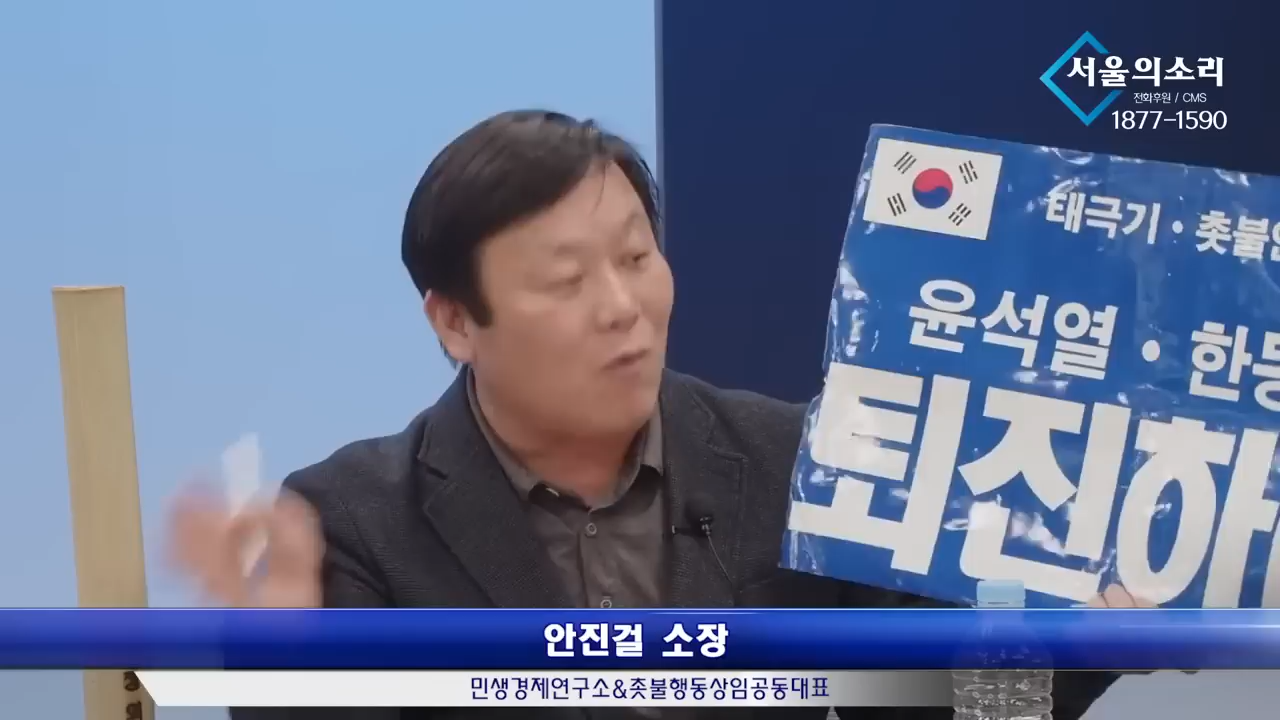 서울의소리
전화후원 / CMS
1877-1590
태극기·촛불
윤석열·한
퇴진하
안진걸 소장
민생경제연구소&촛불행동상임공동대표